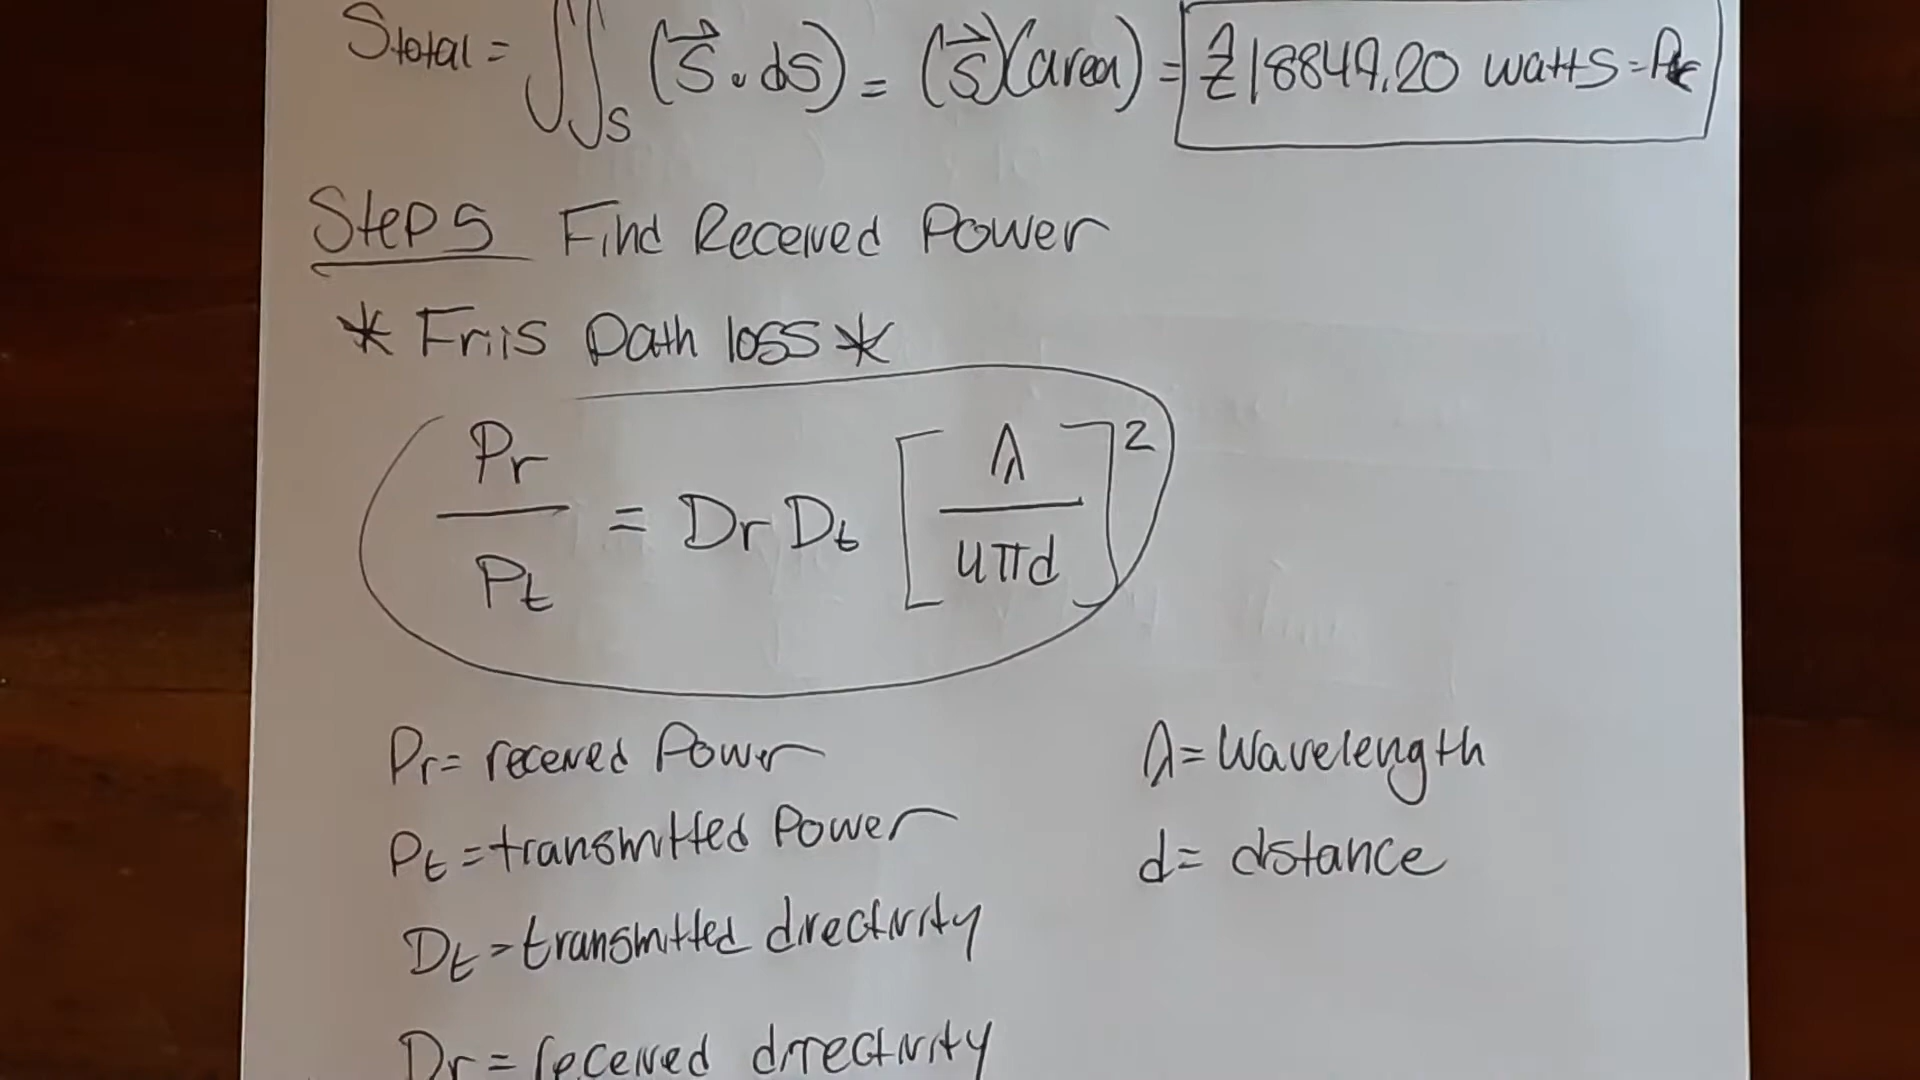 Stotal = ∬S (S⃗ · dS) = (S⃗)(area) = ẑ 18849.20 watts = Pt
Step 5 Find Received Power
* Friis Path loss *
Pr / Pt = Dr Dt [ λ / 4πd ]²
Pr = received Power
λ = Wavelength
Pt = transmitted Power
d = distance
Dt = transmitted directivity
Dr = received directivity